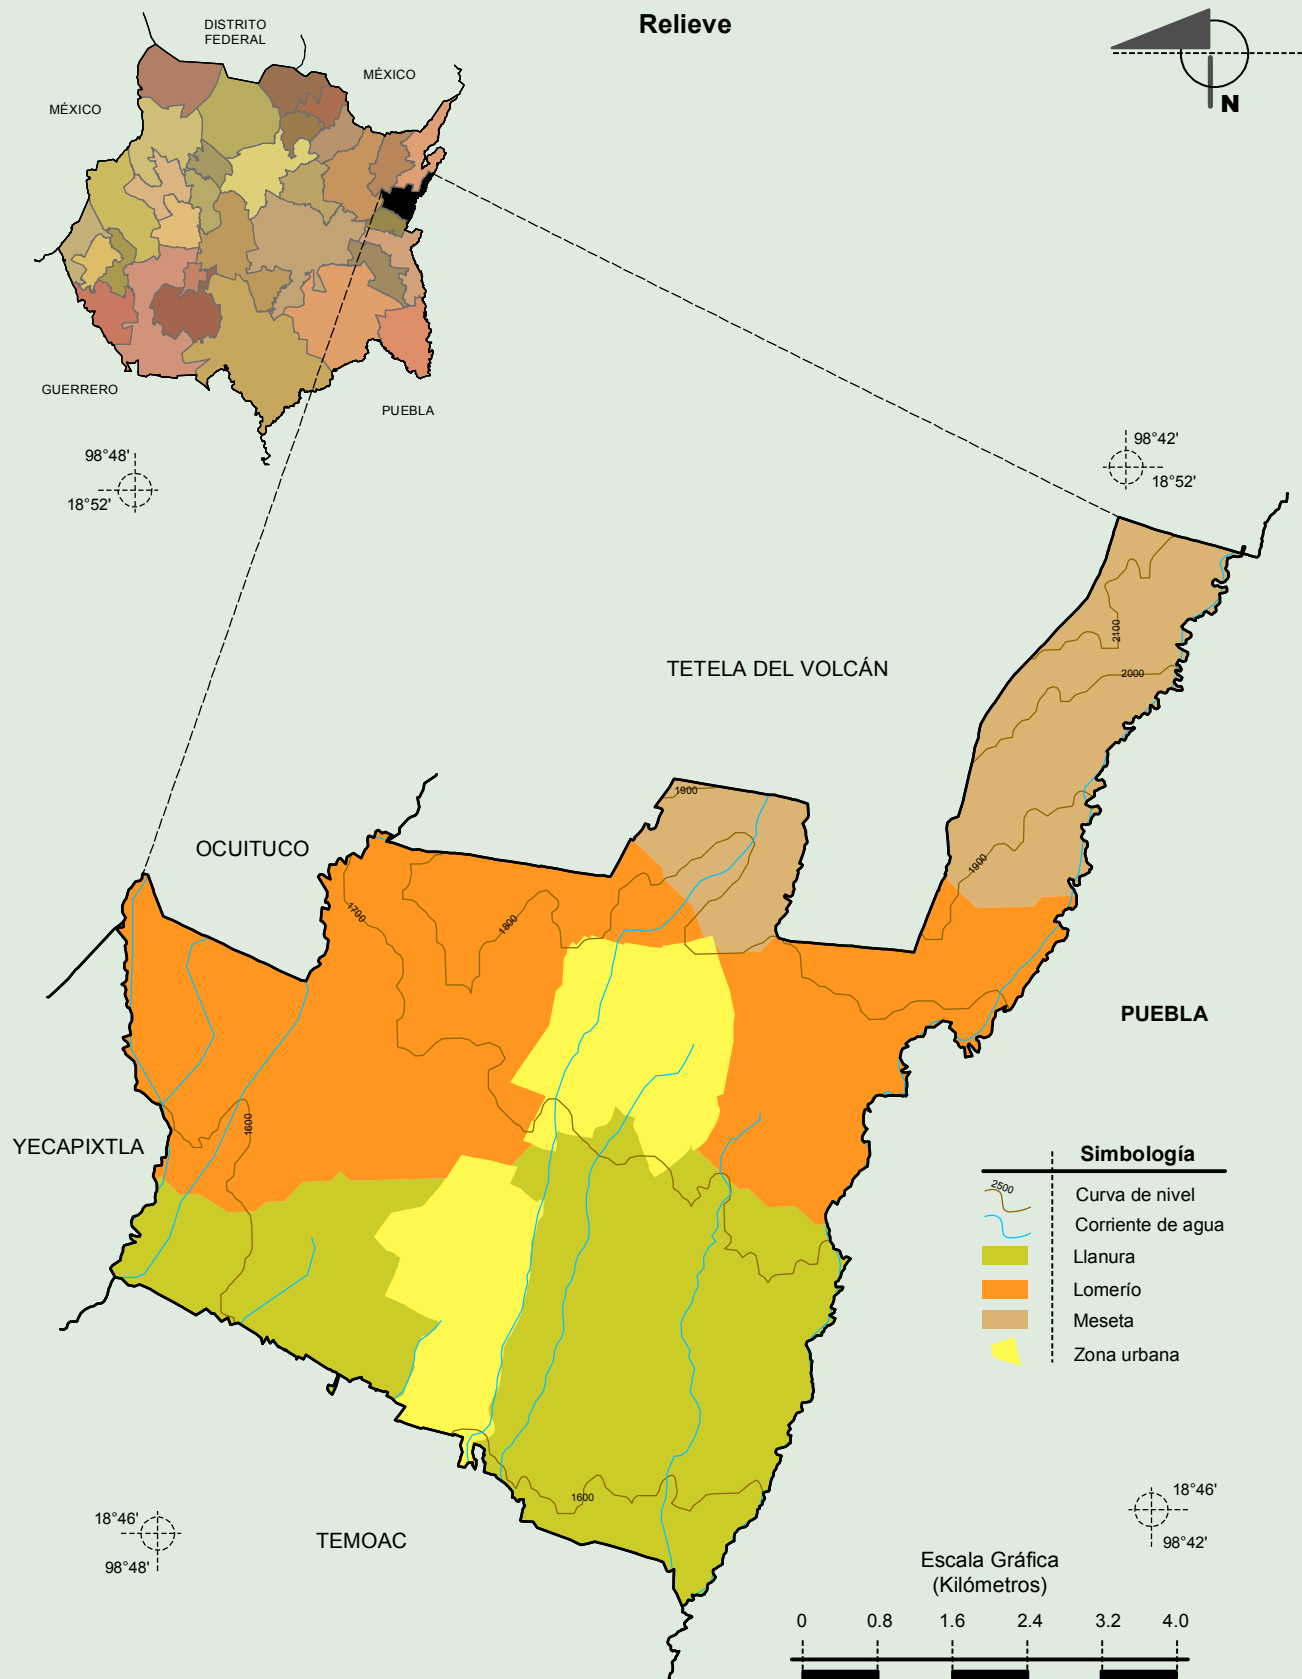 Relieve
DISTRITO
FEDERAL
MÉXICO
MÉXICO
N
GUERRERO
PUEBLA
98°48'
18°52'
98°42'
18°52'
2100
TETELA DEL VOLCÁN
2000
1900
OCUITUCO
1900
1700
1800
PUEBLA
1600
YECAPIXTLA
Simbología
2500
Curva de nivel
Corriente de agua
Llanura
Lomerío
Meseta
Zona urbana
1600
18°46'
98°48'
TEMOAC
18°46'
98°42'
Escala Gráfica
(Kilómetros)
0 0.8 1.6 2.4 3.2 4.0